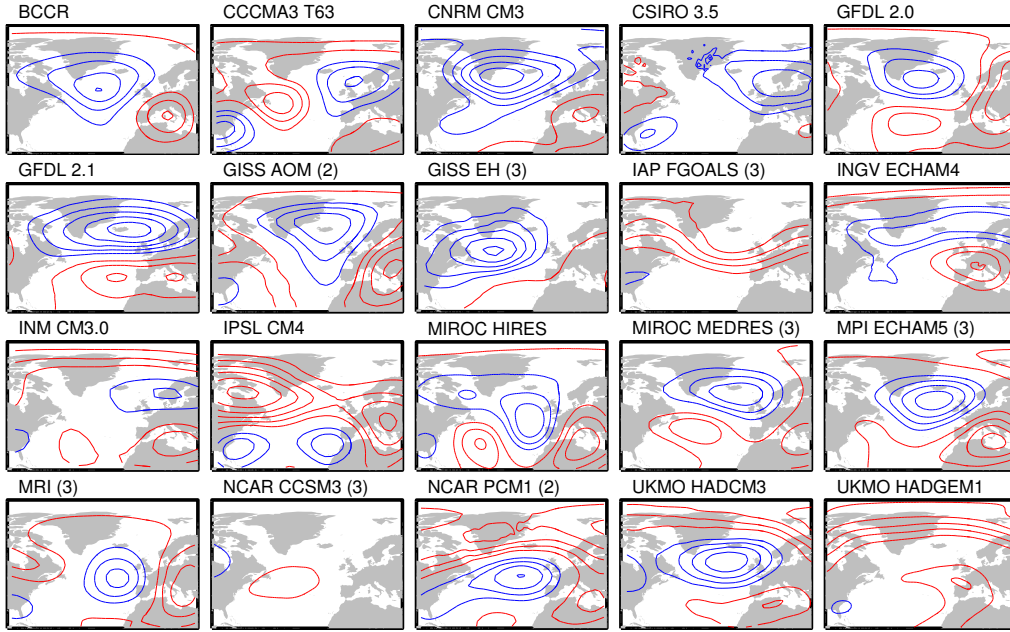 BCCR
CCCMA3 T63
CNRM CM3
CSIRO 3.5
GFDL 2.0
GFDL 2.1
GISS AOM (2)
GISS EH (3)
IAP FGOALS (3)
INGV ECHAM4
INM CM3.0
IPSL CM4
MIROC HIRES
MIROC MEDRES (3)
MPI ECHAM5 (3)
MRI (3)
NCAR CCSM3 (3)
NCAR PCM1 (2)
UKMO HADCM3
UKMO HADGEM1